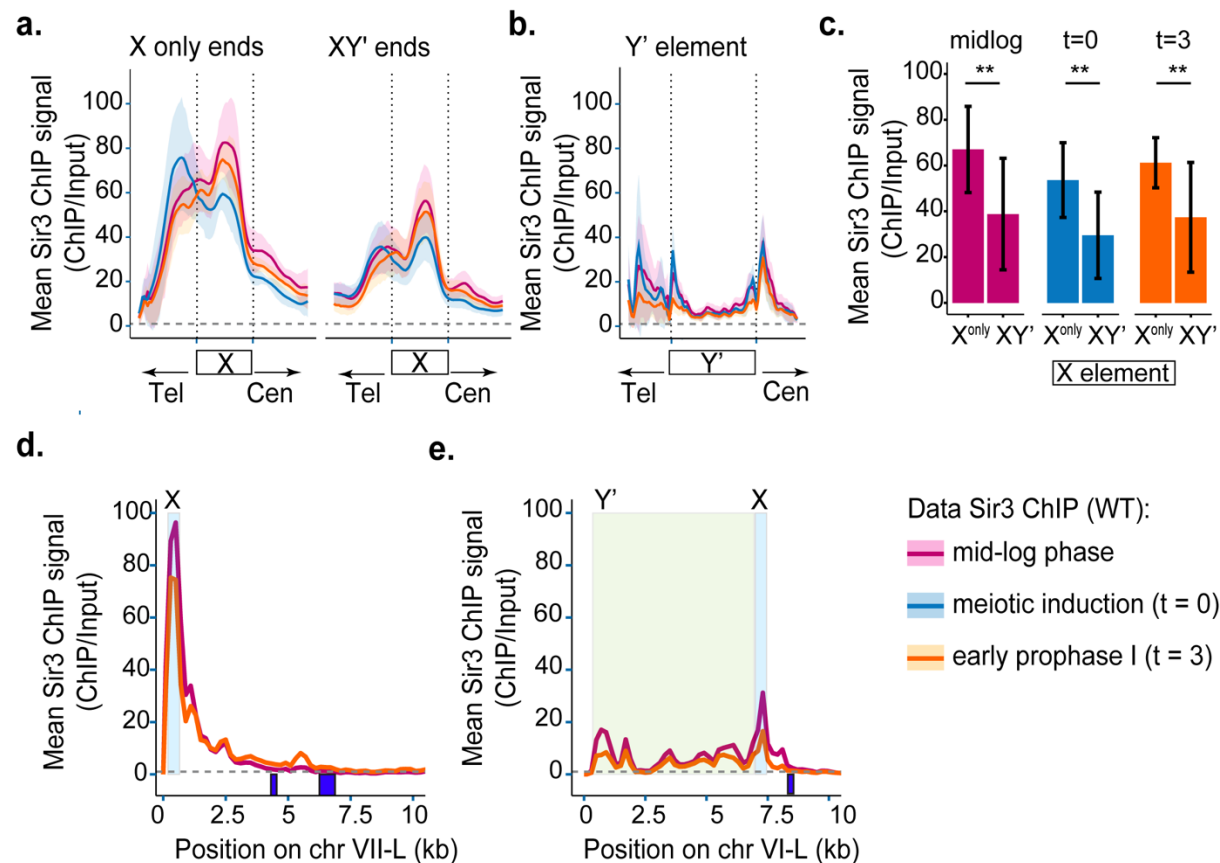 a.
X only ends
XY' ends
Mean Sir3 ChIP signal
(ChIP/Input)
100
80
60
40
20
0
X
Tel
Cen
X
Tel
Cen
b.
Y' element
Mean Sir3 ChIP signal
(ChIP/Input)
100
80
60
40
20
0
Y'
Tel
Cen
c.
midlog
t=0
t=3
**
**
**
Mean Sir3 ChIP signal
(ChIP/Input)
100
80
60
40
20
0
Xonly XY'
Xonly XY'
Xonly XY'
X element
d.
X
Mean Sir3 ChIP signal
(ChIP/Input)
100
80
60
40
20
0
0 2.5 5 7.5 10
Position on chr VII-L (kb)
e.
Y'
X
Mean Sir3 ChIP signal
(ChIP/Input)
100
80
60
40
20
0
0 2.5 5 7.5 10
Position on chr VI-L (kb)
Data Sir3 ChIP (WT):
mid-log phase
meiotic induction (t = 0)
early prophase I (t = 3)